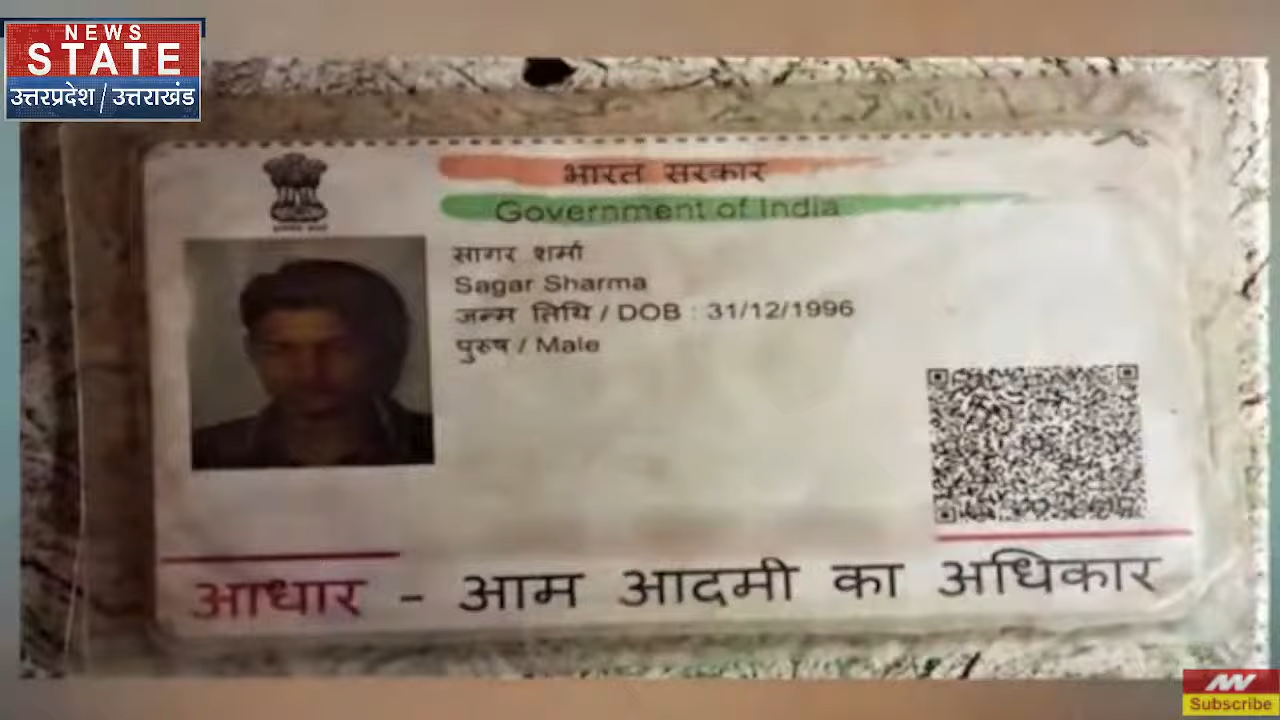 NEWS
STATE
उत्तरप्रदेश / उत्तराखंड
भारत सरकार
Government of India
सागर शर्मा
Sagar Sharma
जन्म तिथि / DOB : 31/12/1996
पुरुष / Male
आधार - आम आदमी का अधिकार
Subscribe